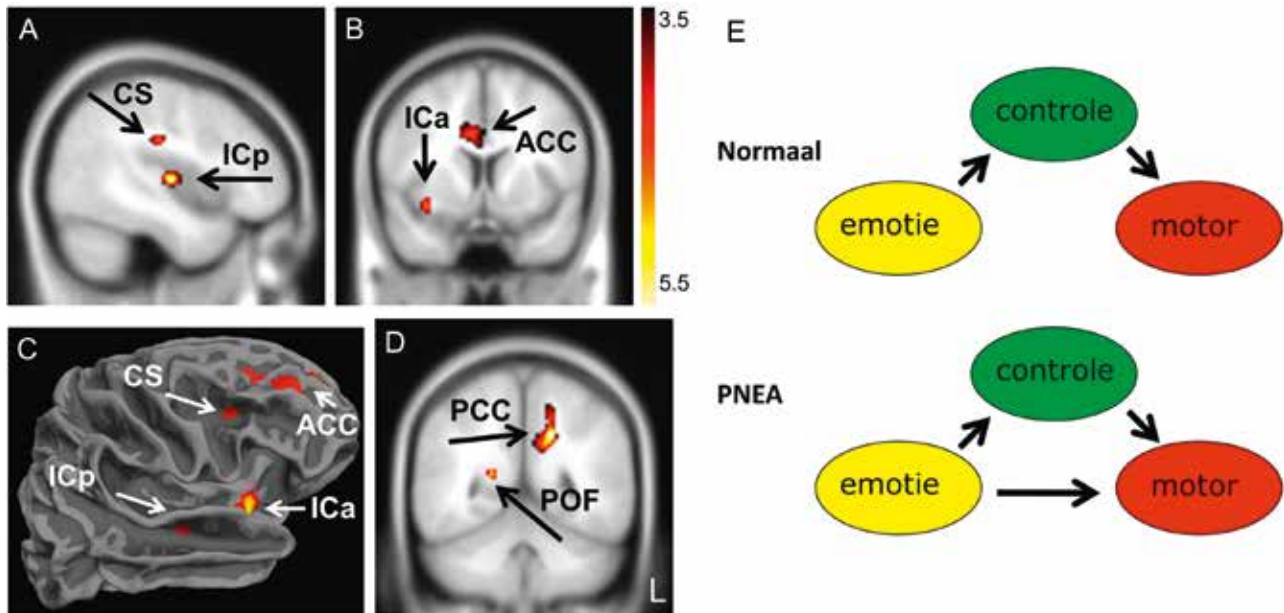 A
CS
ICp
B
ICa
ACC
3.5
5.5
C
CS
ACC
ICp
ICa
D
PCC
POF
L
E
Normaal
controle
emotie
motor
PNEA
controle
emotie
motor